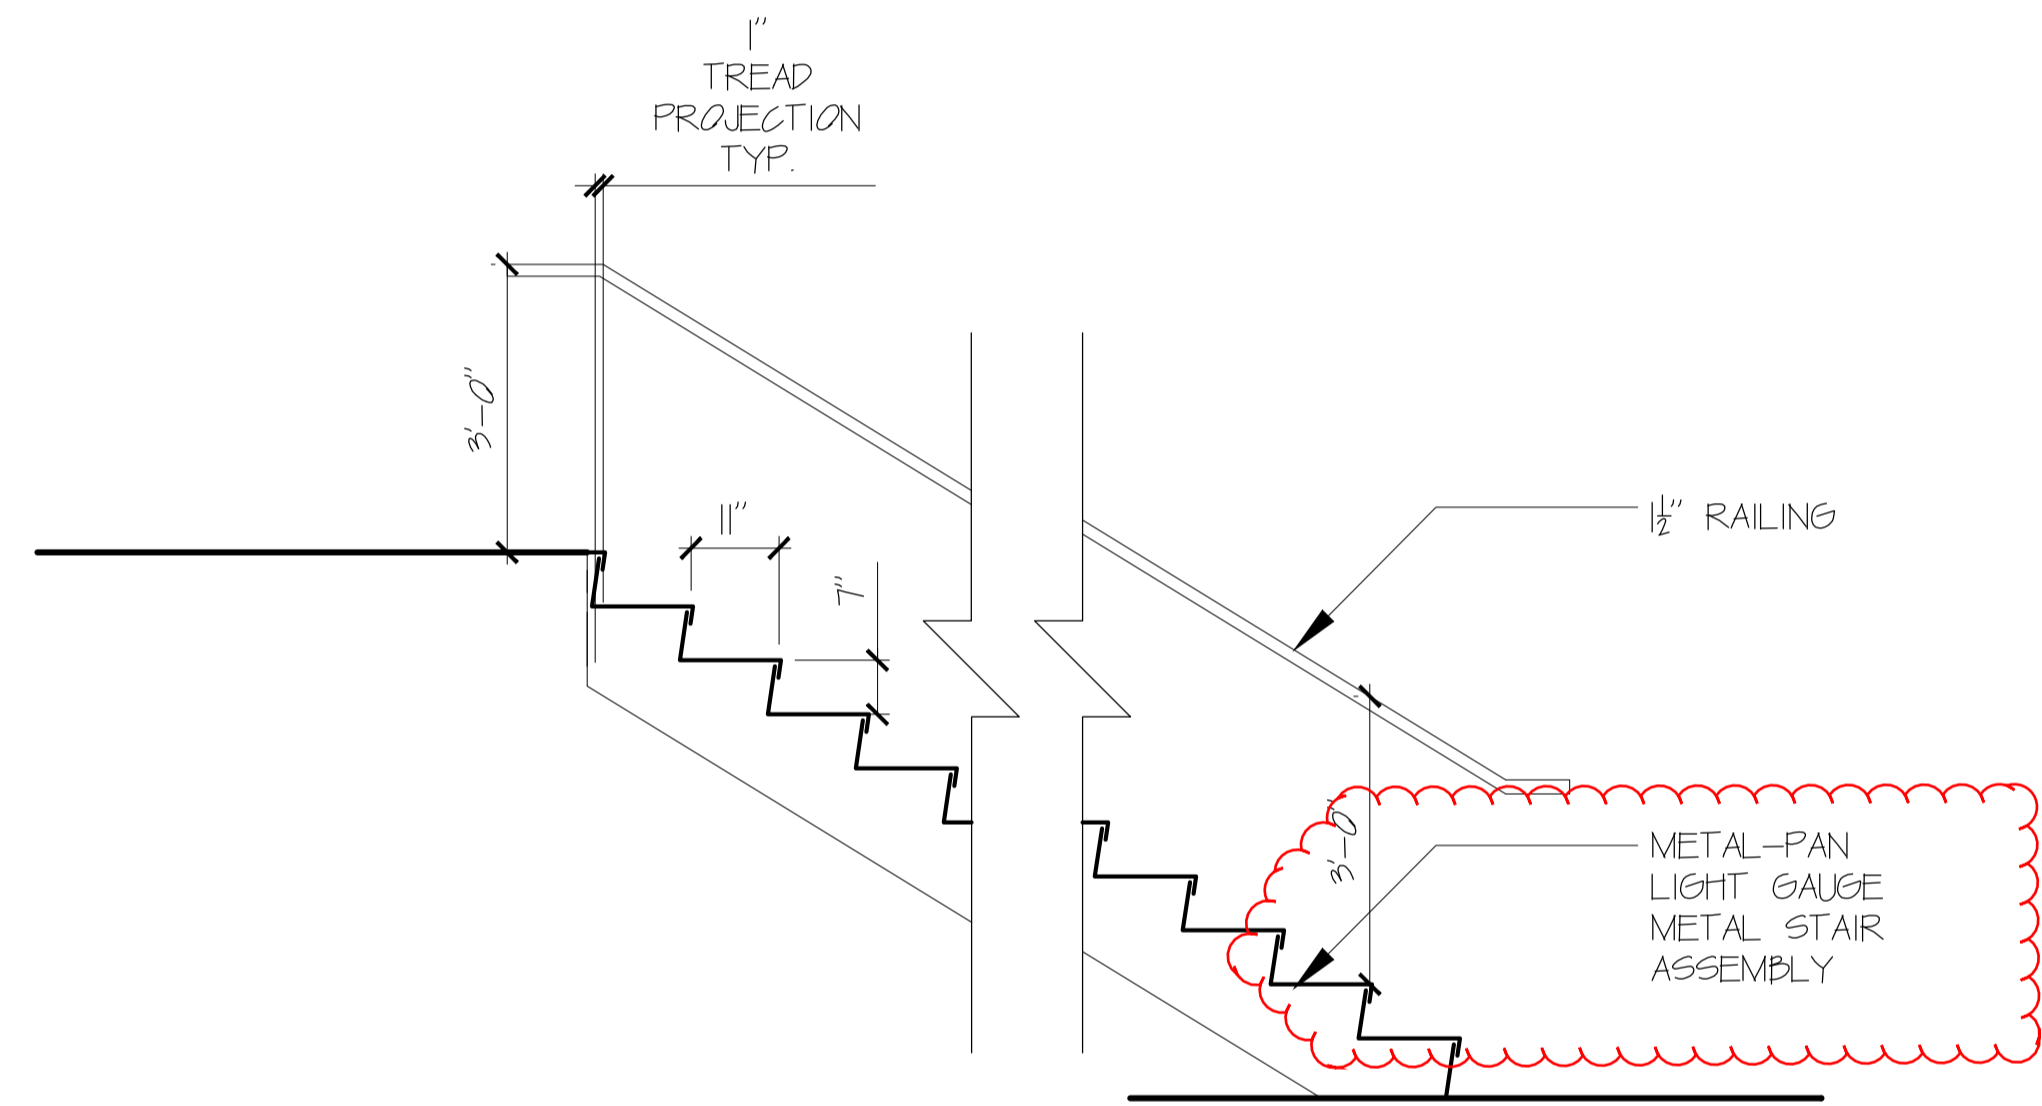 1"
TREAD
PROJECTION
TYP.
3'-0"
11"
7"
1½" RAILING
3'-0"
METAL-PAN
LIGHT GAUGE
METAL STAIR
ASSEMBLY